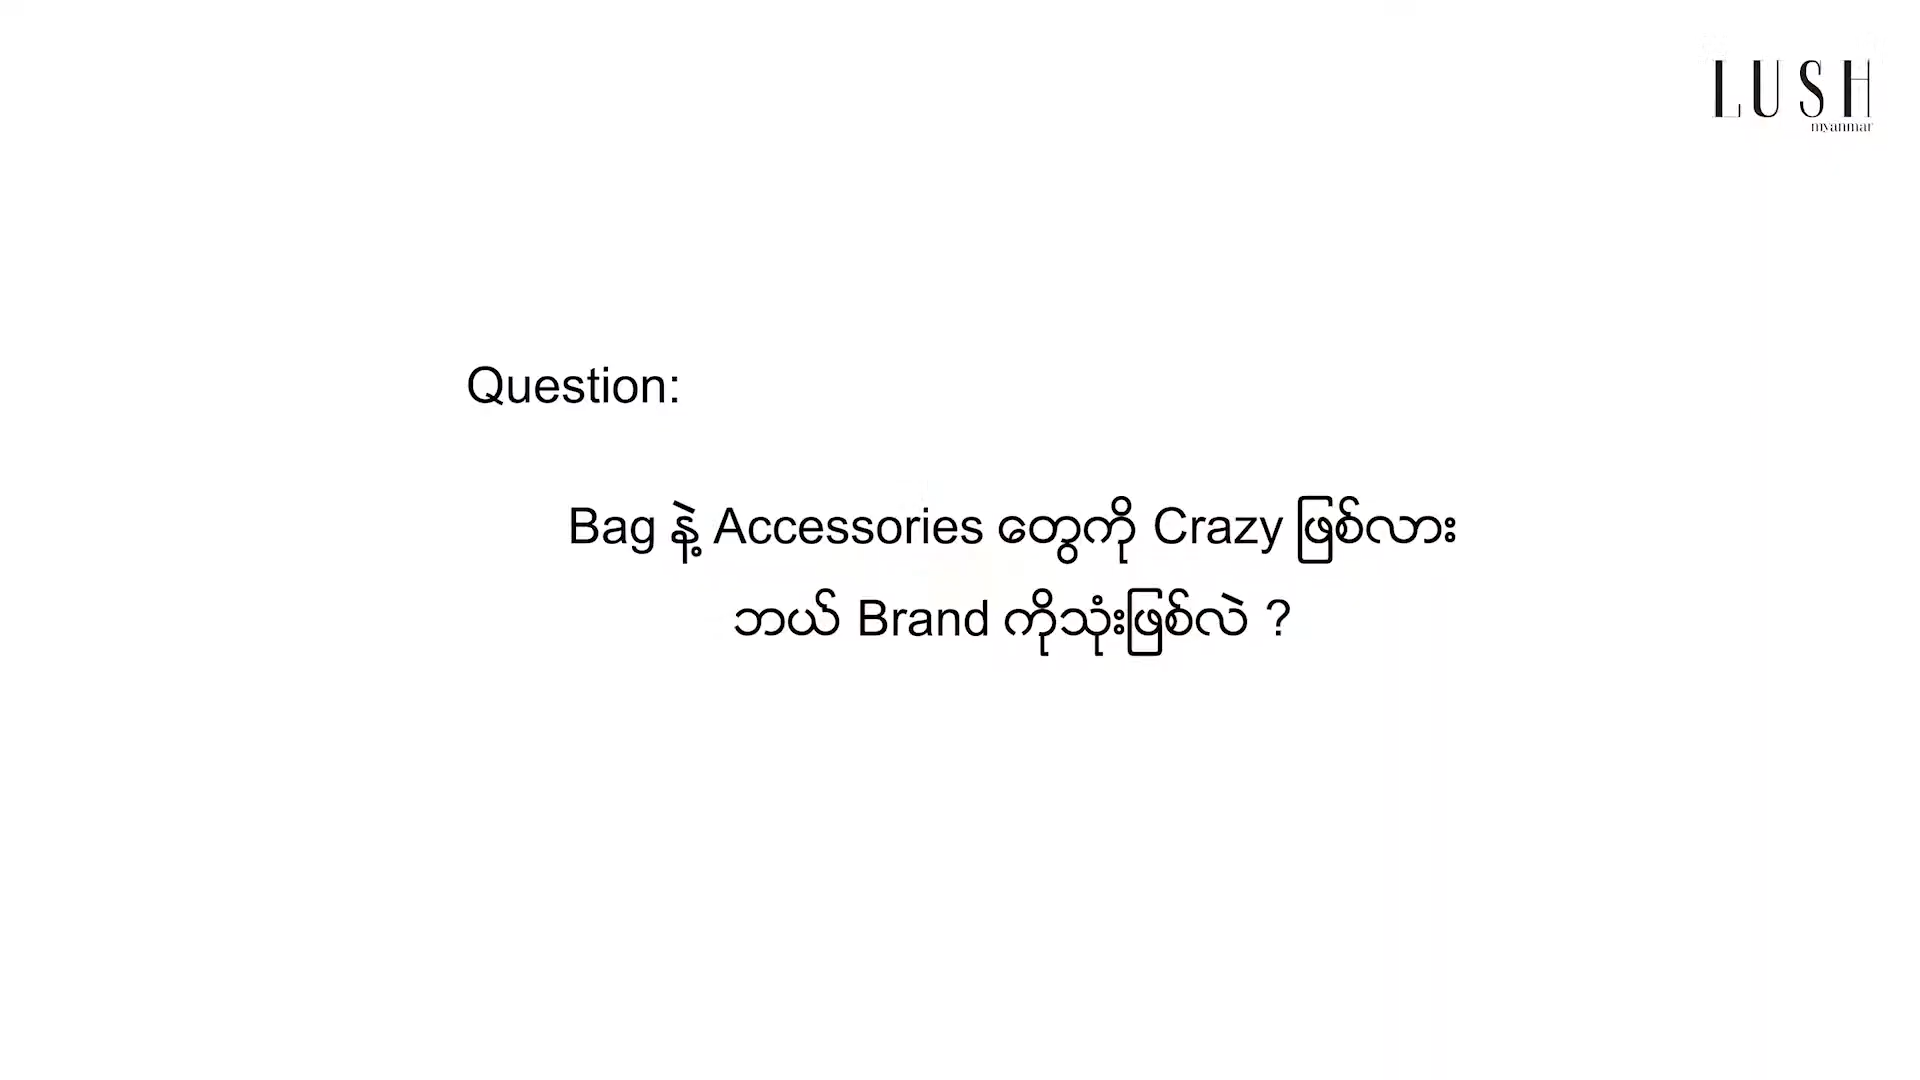 LUSH
myanmar
Question:
Bag နဲ့ Accessories တွေကို Crazy ဖြစ်လား
ဘယ် Brand ကိုသုံးဖြစ်လဲ ?